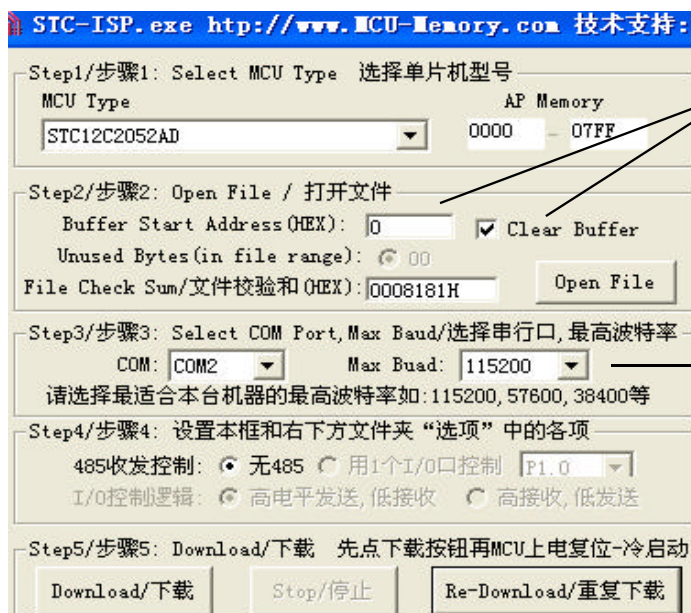 STC-ISP.exe htp://www.MCU-Memory.com 技术支持:
Step1/步骤1: Select MCU Type 选择单片机型号
MCU Type AP Memory
STC12C2052AD 0000 - 07FF
Step2/步骤2: Open File / 打开文件
Buffer Start Address(HEX): 0 Clear Buffer
Unused Bytes(in file range): 00
File Check Sum/文件校验和(HEX): 0008181H Open File
Step3/步骤3: Select COM Port,Max Baud/选择串行口,最高波特率
COM: COM2 Max Buad: 115200
请选择最适合本台机器的最高波特率如:115200,57600,38400等
Step4/步骤4: 设置本框和右下方文件夹“选项”中的各项
485收发控制: 无485 用1个I/O口控制 P1.0
I/O控制逻辑: 高电平发送,低接收 高接收,低发送
Step5/步骤5: Download/下载 先点下载按钮再MCU上电复位-冷启动
Download/下载 Stop/停止 Re-Download/重复下载